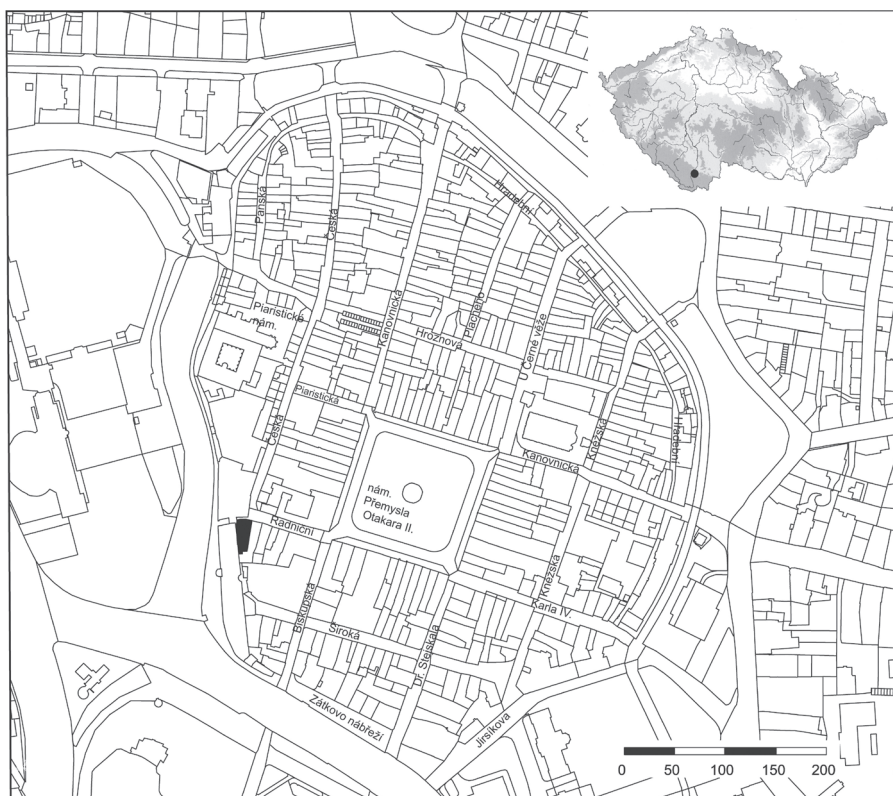 Hradební
Panská
Česká
Piaristické
nám.
Kanovnická
Plachého
Hroznová
U Černé věže
Piaristická
Česká
Kněžská
Hradební
Kanovnická
nám.
Přemysla
Otakara II.
Radniční
Biskupská
Široká
Dr. Stejskala
Kněžská
Karla IV.
Zátkovo nábřeží
Jirsíkova
0 50 100 150 200